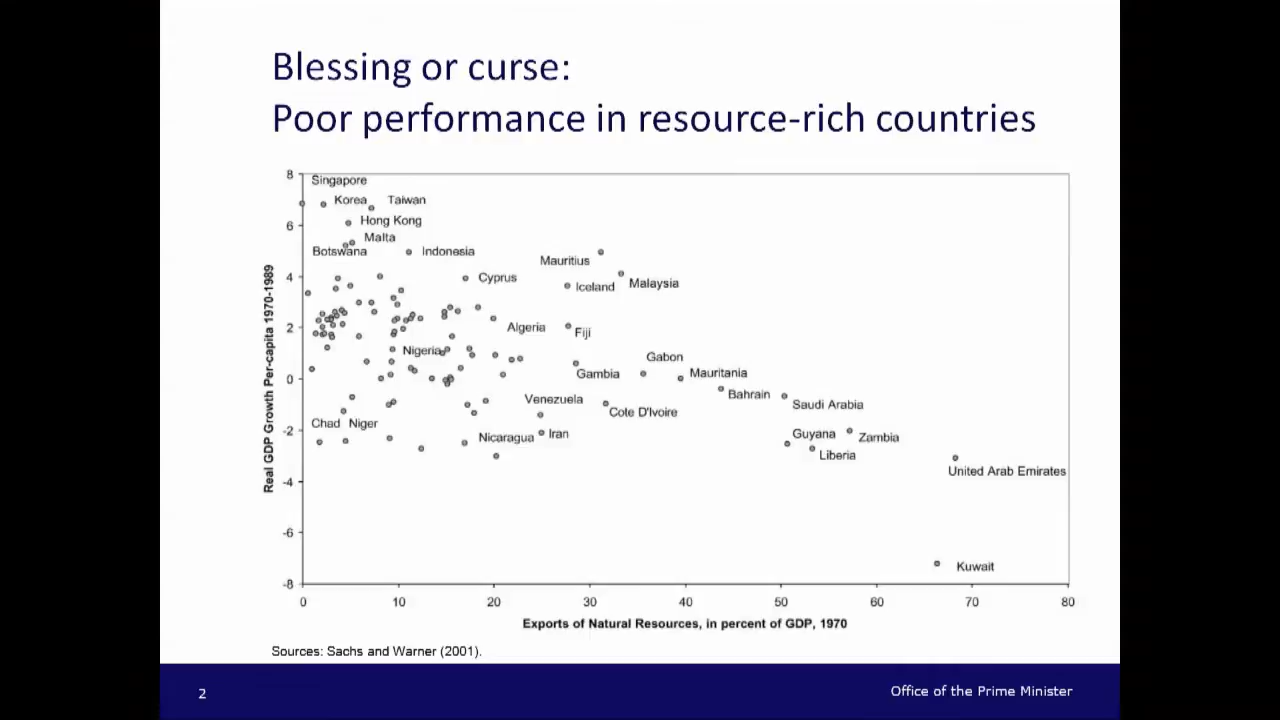 Blessing or curse:
Poor performance in resource-rich countries
8
Singapore
Korea Taiwan
6
Hong Kong
Malta
Botswana Indonesia
Mauritius
4
Cyprus
Iceland Malaysia
2
Algeria
Fiji
Nigeria
Gabon
0
Gambia Mauritania
Bahrain
Venezuela
Saudi Arabia
Cote D'Ivoire
Chad Niger
-2
Nicaragua Iran
Guyana Zambia
Liberia
United Arab Emirates
-4
-6
Kuwait
-8
Real GDP Growth Per-capita 1970-1989
0 10 20 30 40 50 60 70 80
Exports of Natural Resources, in percent of GDP, 1970
Sources: Sachs and Warner (2001).
2
Office of the Prime Minister